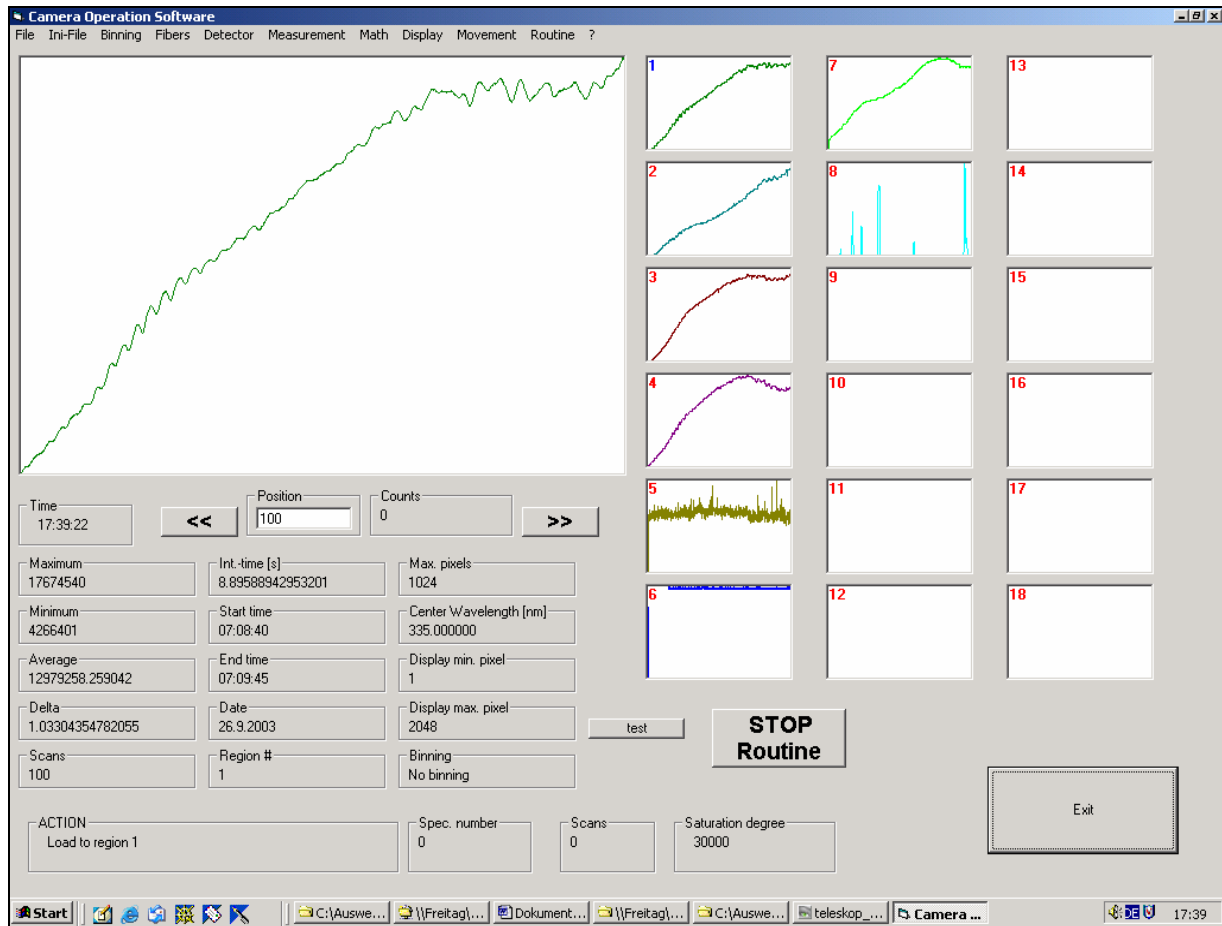 Camera Operation Software
File Ini-File Binning Fibers Detector Measurement Math Display Movement Routine ?
1 7 13
2 8 14
3 9 15
4 10 16
5 11 17
6 12 18
Time
17:39:22
<<
Position
100
Counts
0
>>
Maximum
17674540
Int.-time [s]
8.89588942953201
Max. pixels
1024
Minimum
4266401
Start time
07:08:40
Center Wavelength [nm]
335.000000
Average
12979258.259042
End time
07:09:45
Display min. pixel
1
Delta
1.03304354782055
Date
26.9.2003
Display max. pixel
2048
Scans
100
Region #
1
Binning
No binning
test
STOP
Routine
Exit
ACTION
Load to region 1
Spec. number
0
Scans
0
Saturation degree
30000
Start C:\Auswe... \\Freitag\... Dokument... \\Freitag\... C:\Auswe... teleskop_... Camera ... DE 17:39